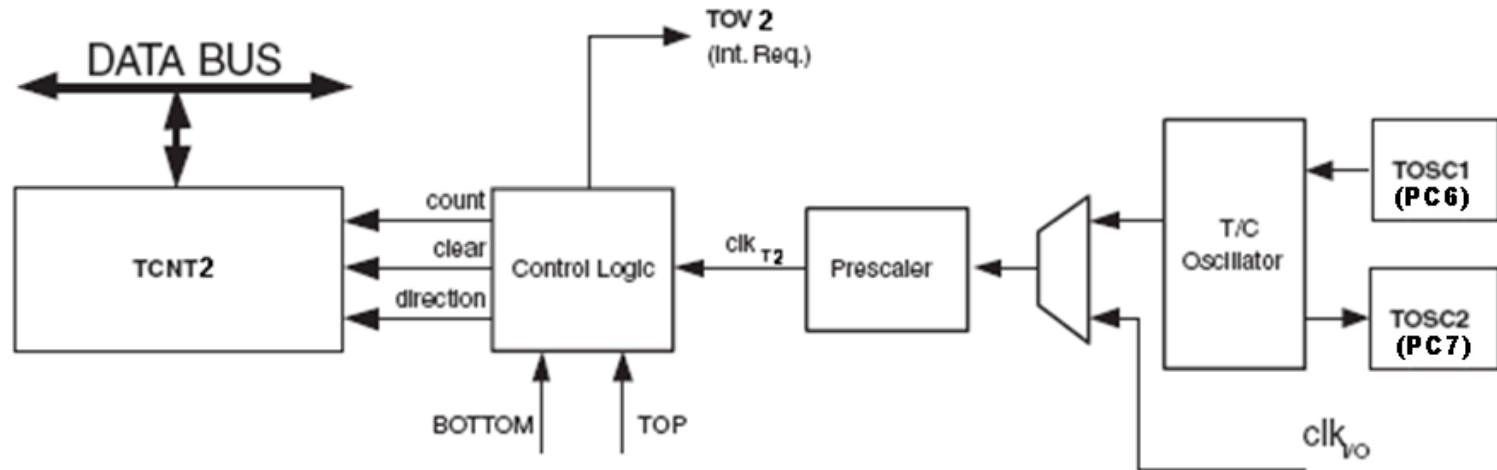 TOV 2
(Int. Req.)
DATA BUS
TCNT2
count
clear
direction
Control Logic
BOTTOM
TOP
clk T2
Prescaler
T/C
Oscillator
TOSC1
(PC6)
TOSC2
(PC7)
clk I/O